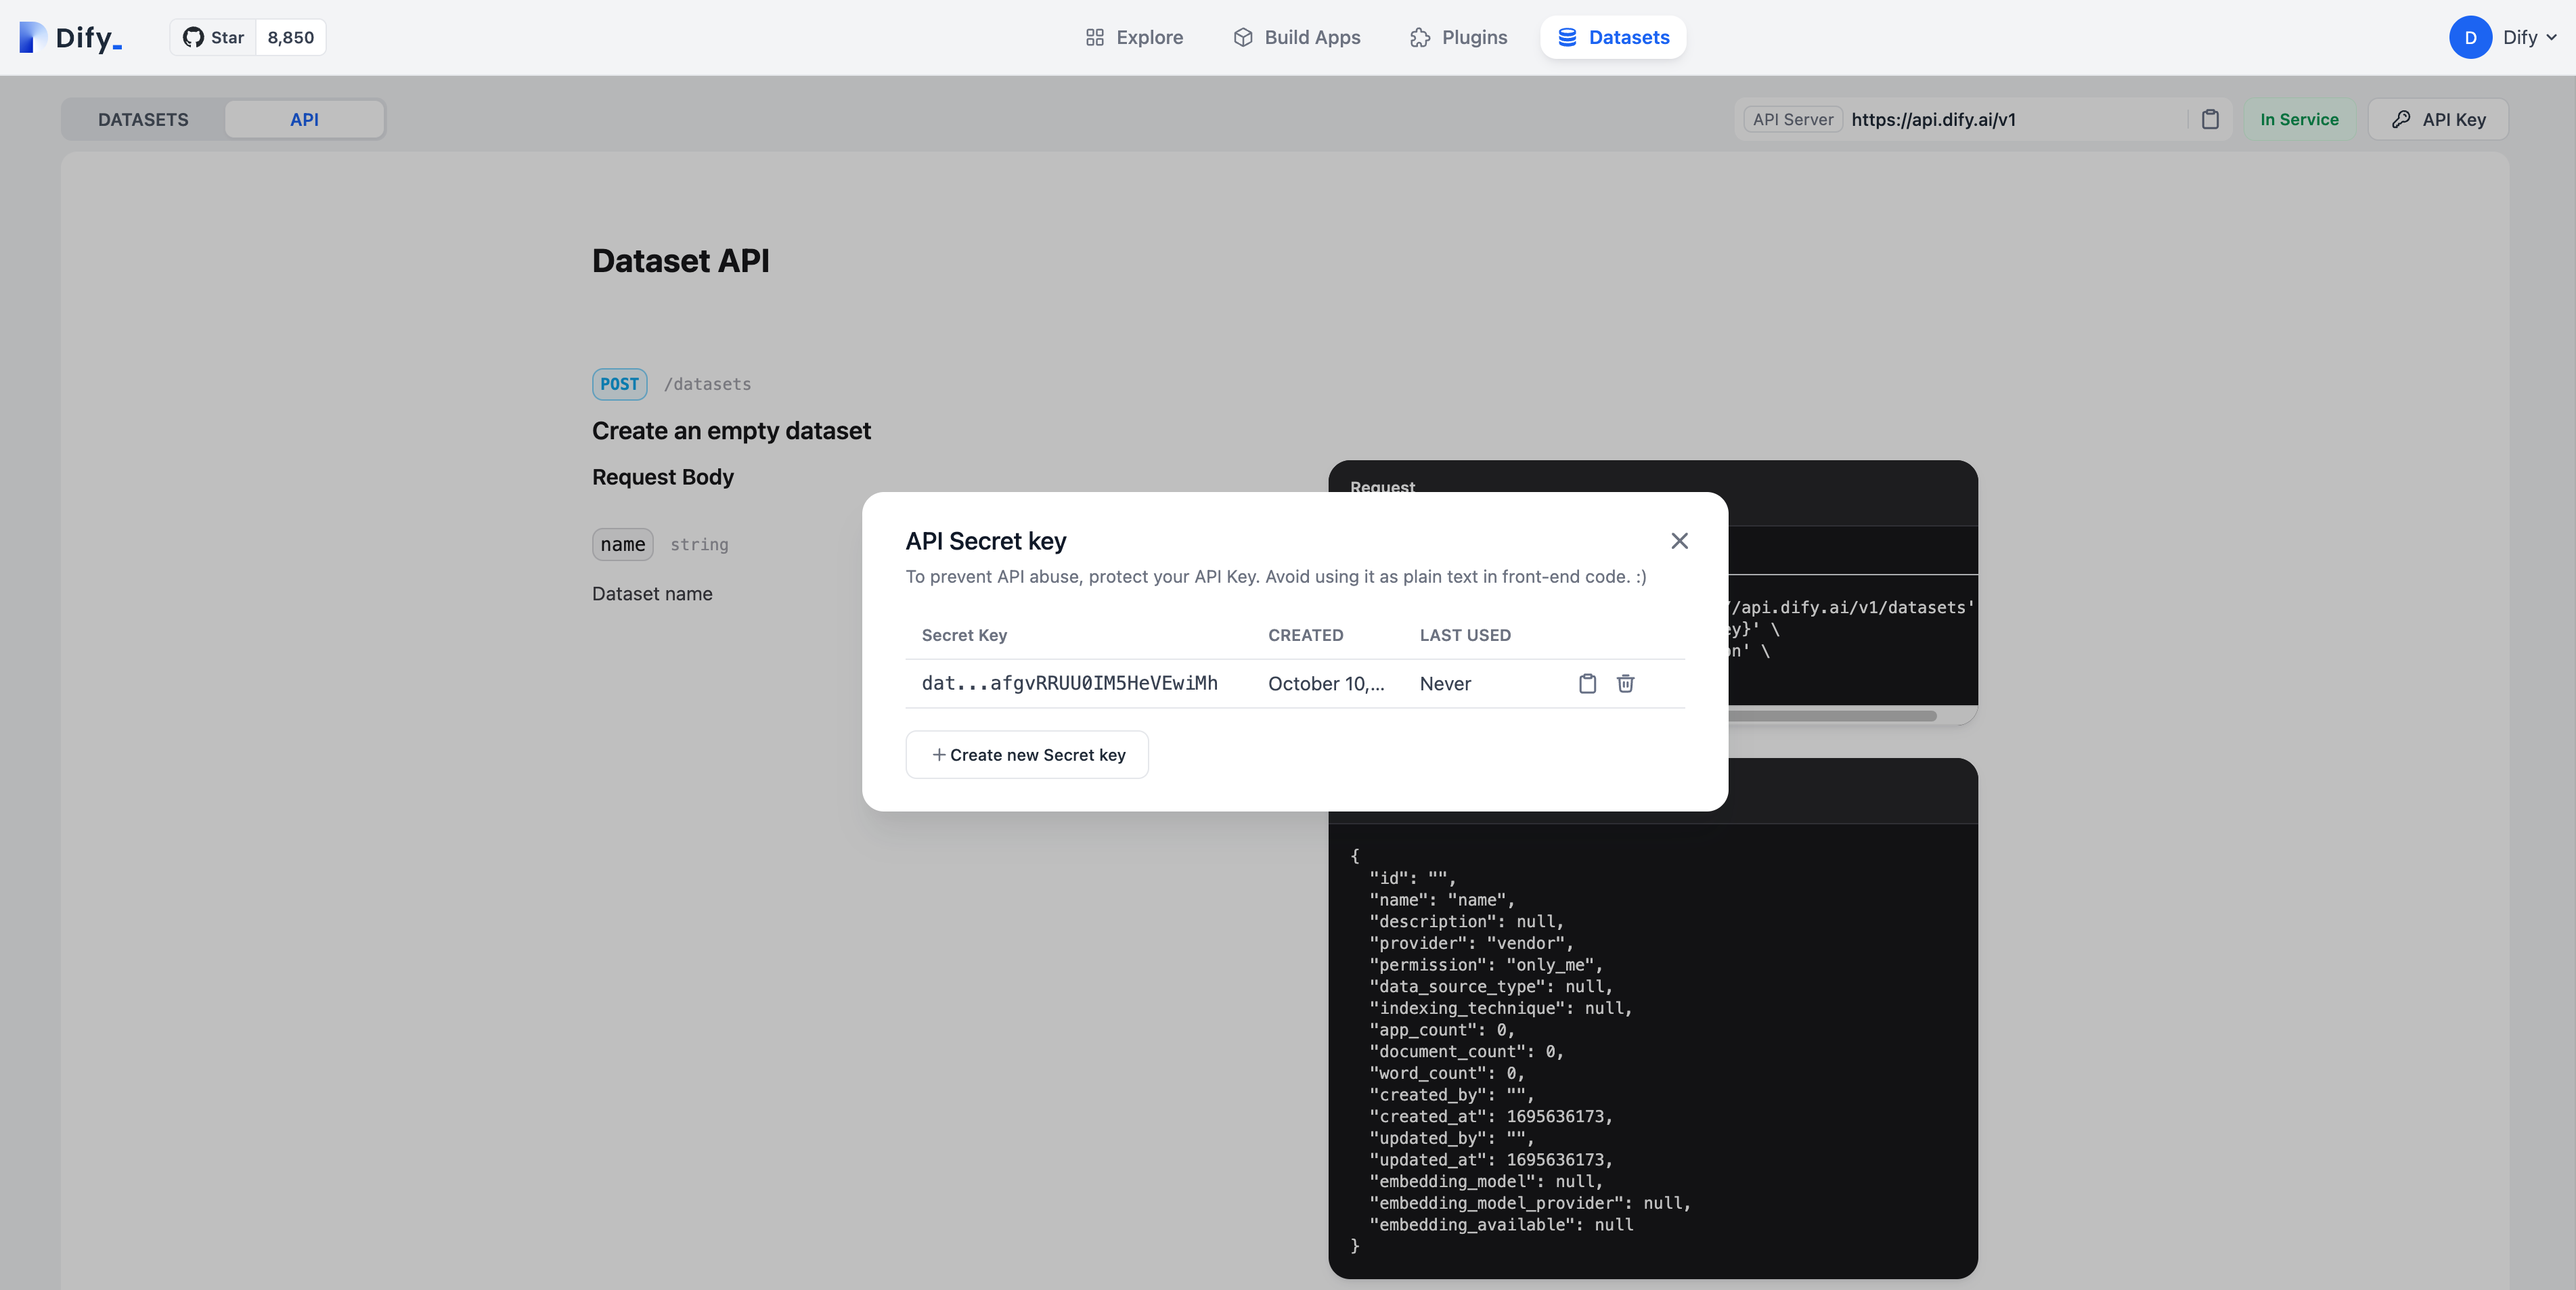 Dify_
Star 8,850
Explore Build Apps Plugins Datasets
D Dify
DATASETS API
API Server https://api.dify.ai/v1
In Service API Key
Dataset API
POST /datasets
Create an empty dataset
Request Body
name string
Dataset name
Request
//api.dify.ai/v1/datasets'
ey}' \
on' \
API Secret key
To prevent API abuse, protect your API Key. Avoid using it as plain text in front-end code. :)
Secret Key CREATED LAST USED
dat...afgvRRUU0IM5HeVEwiMh October 10,... Never
+ Create new Secret key
{
"id": "",
"name": "name",
"description": null,
"provider": "vendor",
"permission": "only_me",
"data_source_type": null,
"indexing_technique": null,
"app_count": 0,
"document_count": 0,
"word_count": 0,
"created_by": "",
"created_at": 1695636173,
"updated_by": "",
"updated_at": 1695636173,
"embedding_model": null,
"embedding_model_provider": null,
"embedding_available": null
}